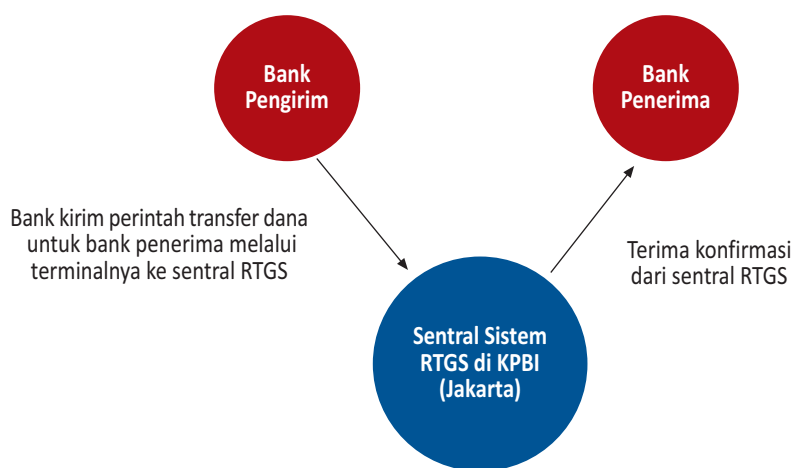 Bank
Pengirim
Bank
Penerima
Bank kirim perintah transfer dana
untuk bank penerima melalui
terminalnya ke sentral RTGS
Terima konfirmasi
dari sentral RTGS
Sentral Sistem
RTGS di KPBI
(Jakarta)